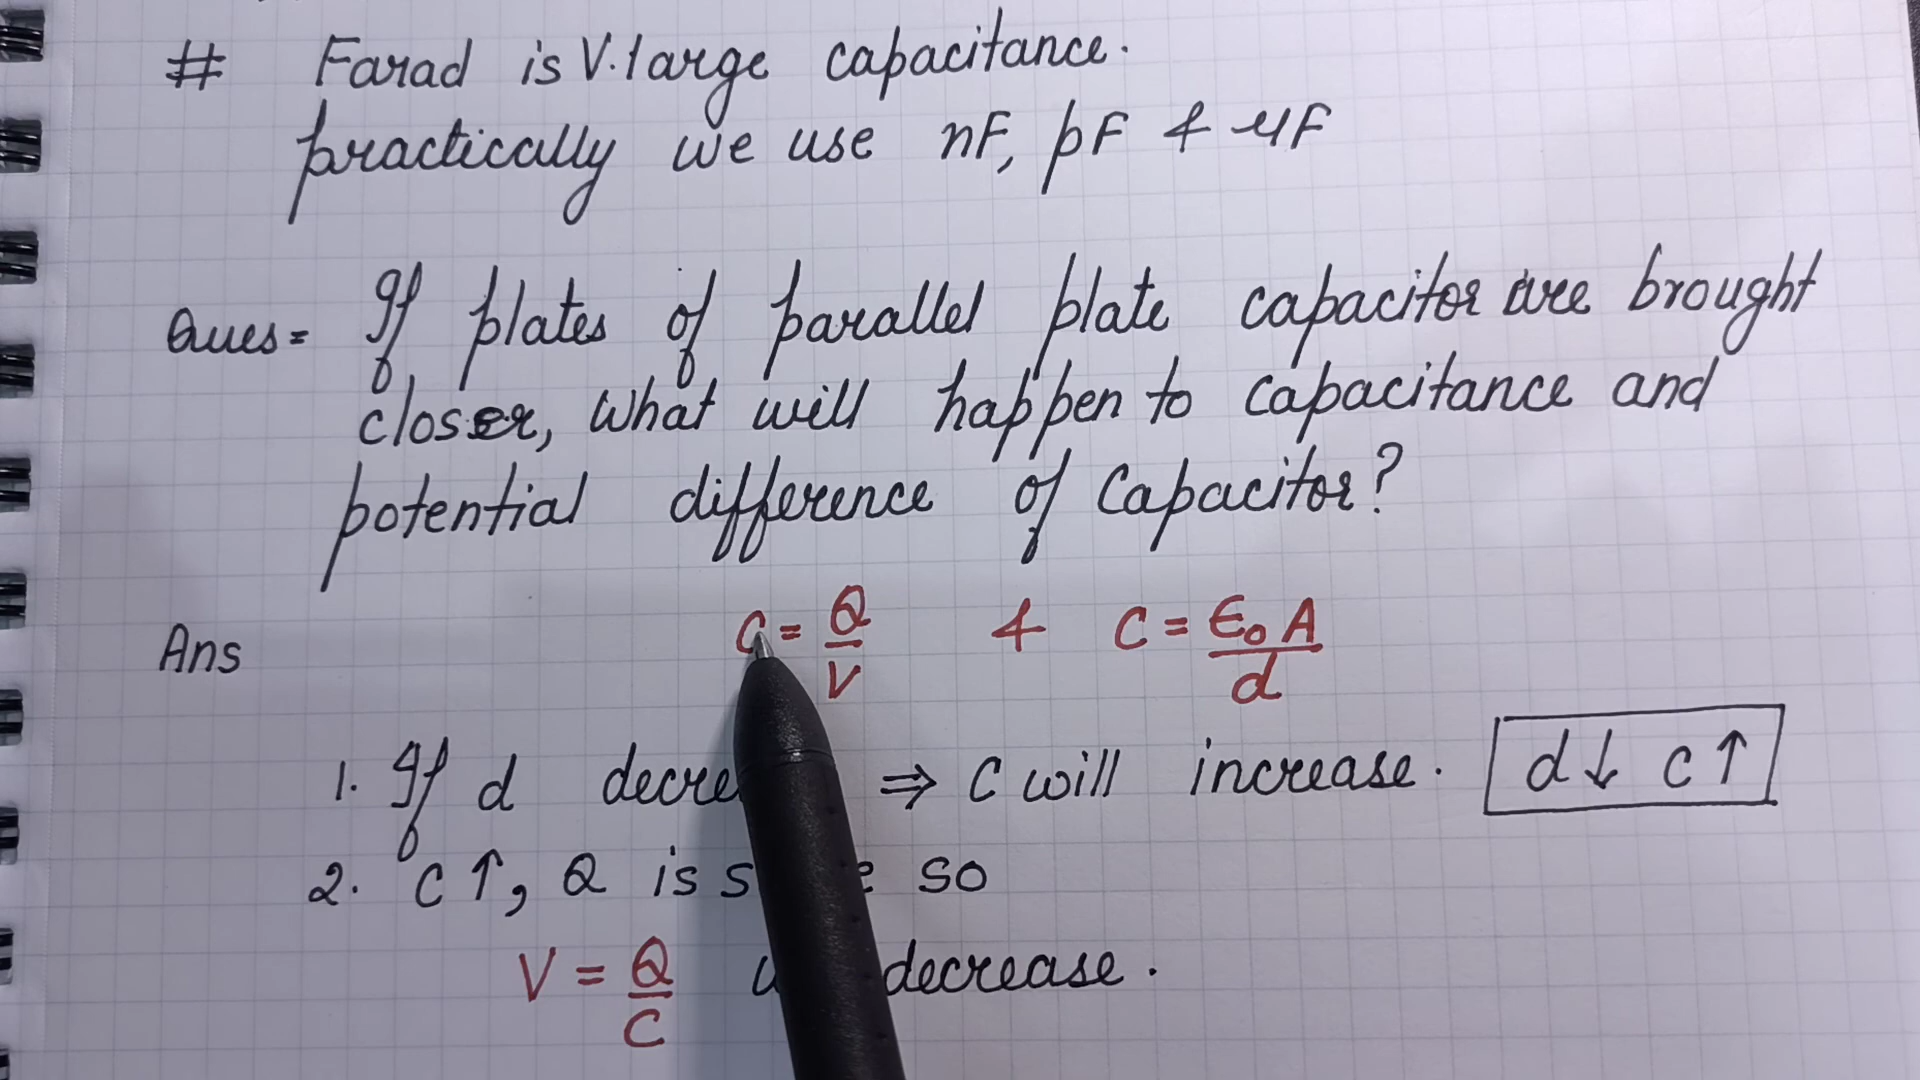 # Farad is V. large capacitance.
practically we use nF, pF & μF
Ques= If plates of parallel plate capacitor are brought
closer, what will happen to capacitance and
potential difference of Capacitor?
Ans C = Q/V & C = ϵ₀A/d
1. If d ⇒ C will increase. d↓ C↑
2. C↑, Q is so
V = Q/C decrease.